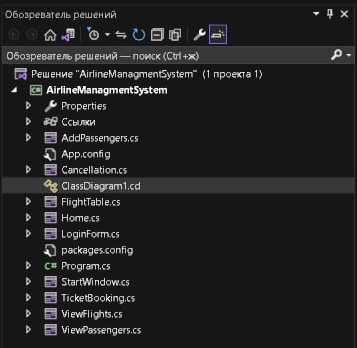 Обозреватель решений
Обозреватель решений — поиск (Ctrl+ж)
Решение "AirlineManagmentSystem" (1 проекта 1)
AirlineManagmentSystem
Properties
Ссылки
AddPassengers.cs
App.config
Cancellation.cs
ClassDiagram1.cd
FlightTable.cs
Home.cs
LoginForm.cs
packages.config
C# Program.cs
StartWindow.cs
TicketBooking.cs
ViewFlights.cs
ViewPassengers.cs